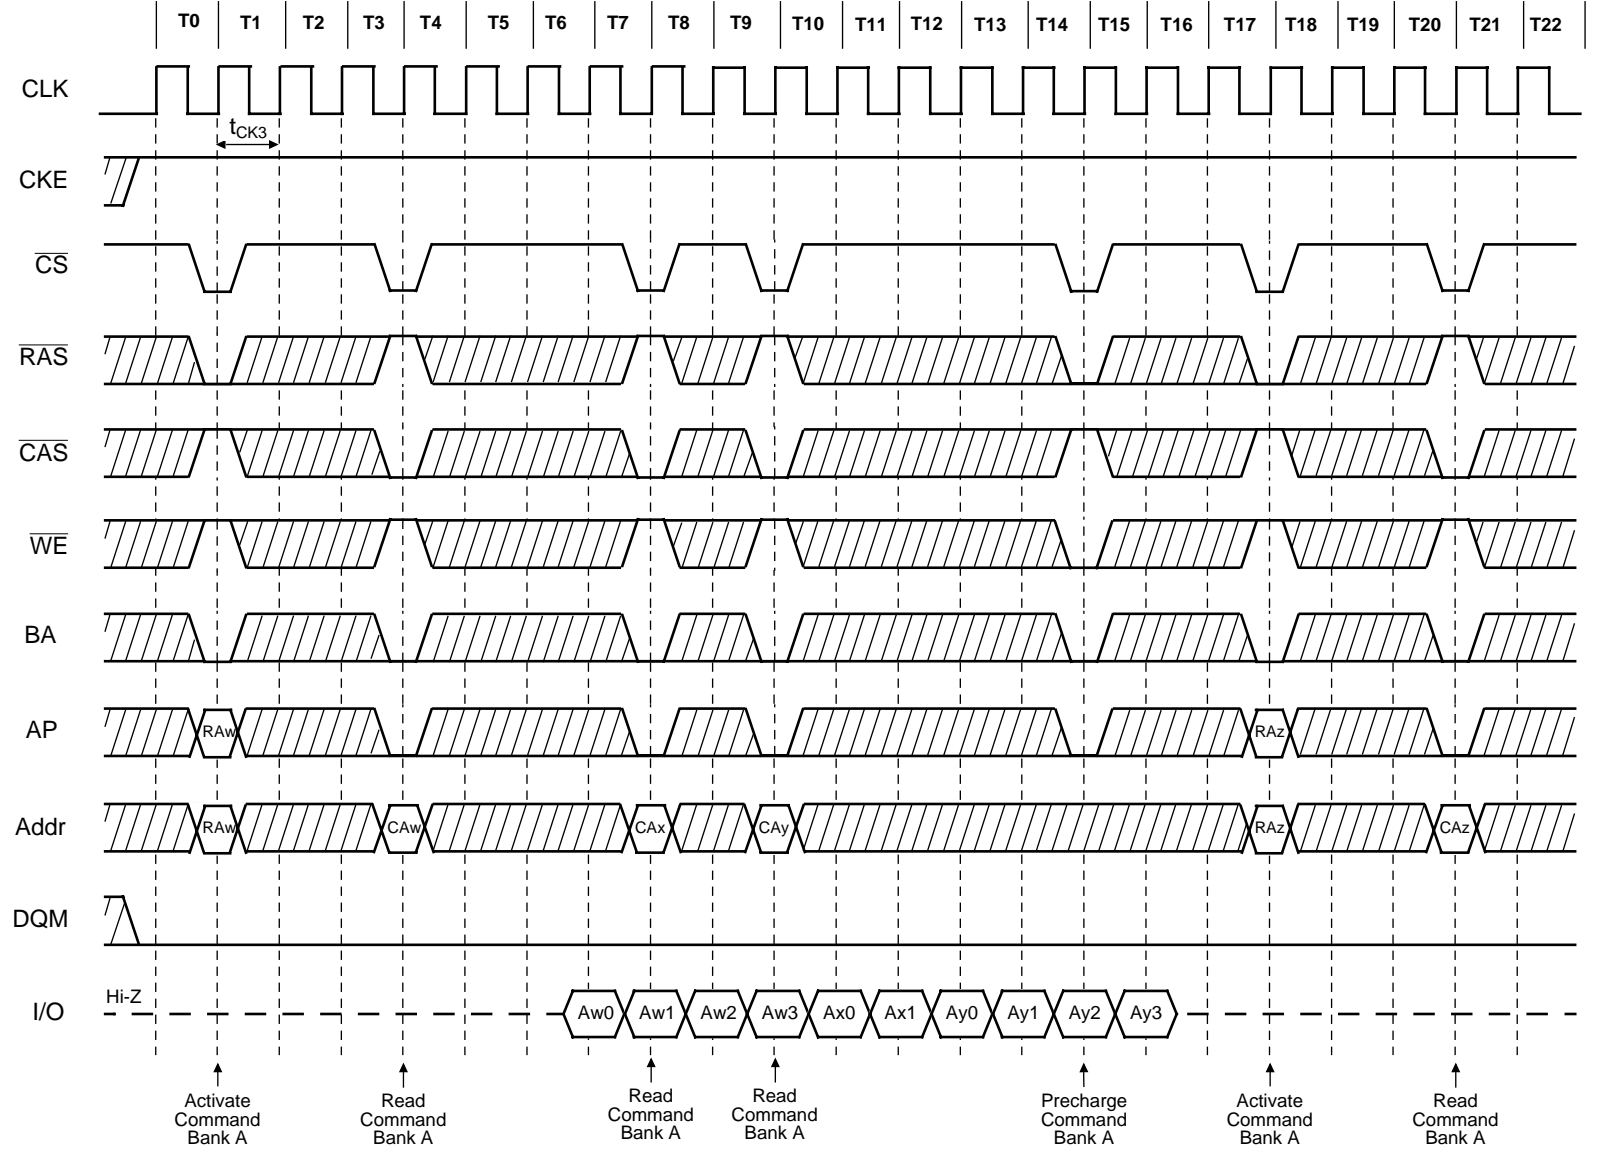 T0 T1 T2 T3 T4 T5 T6 T7 T8 T9 T10 T11 T12 T13 T14 T15 T16 T17 T18 T19 T20 T21 T22
CLK
tCK3
CKE
CS
RAS
CAS
WE
BA
AP RAw RAz
Addr RAw CAw CAx CAy RAz CAz
DQM
Hi-Z
I/O Aw0 Aw1 Aw2 Aw3 Ax0 Ax1 Ay0 Ay1 Ay2 Ay3
Activate
Command
Bank A
Read
Command
Bank A
Read
Command
Bank A
Read
Command
Bank A
Precharge
Command
Bank A
Activate
Command
Bank A
Read
Command
Bank A